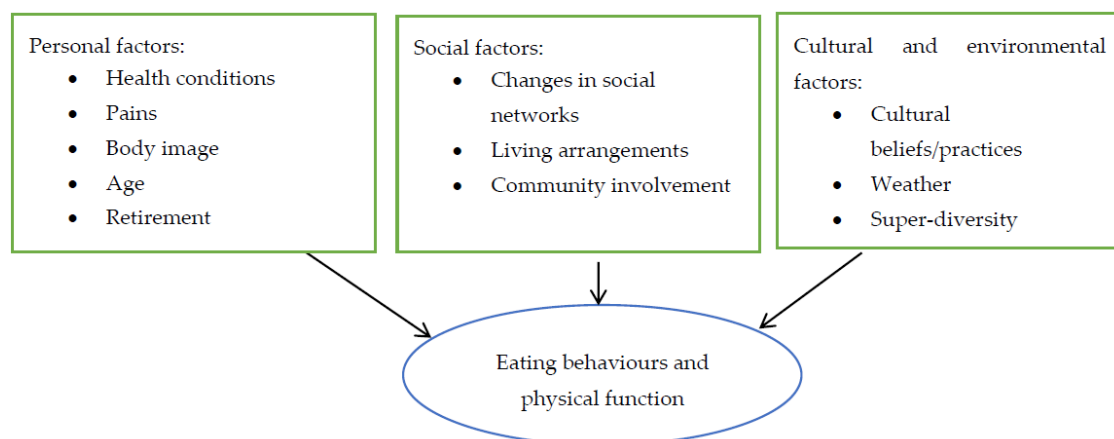 Personal factors:
• Health conditions
• Pains
• Body image
• Age
• Retirement
Social factors:
• Changes in social
networks
• Living arrangements
• Community involvement
Cultural and environmental
factors:
• Cultural
beliefs/practices
• Weather
• Super-diversity
Eating behaviours and
physical function